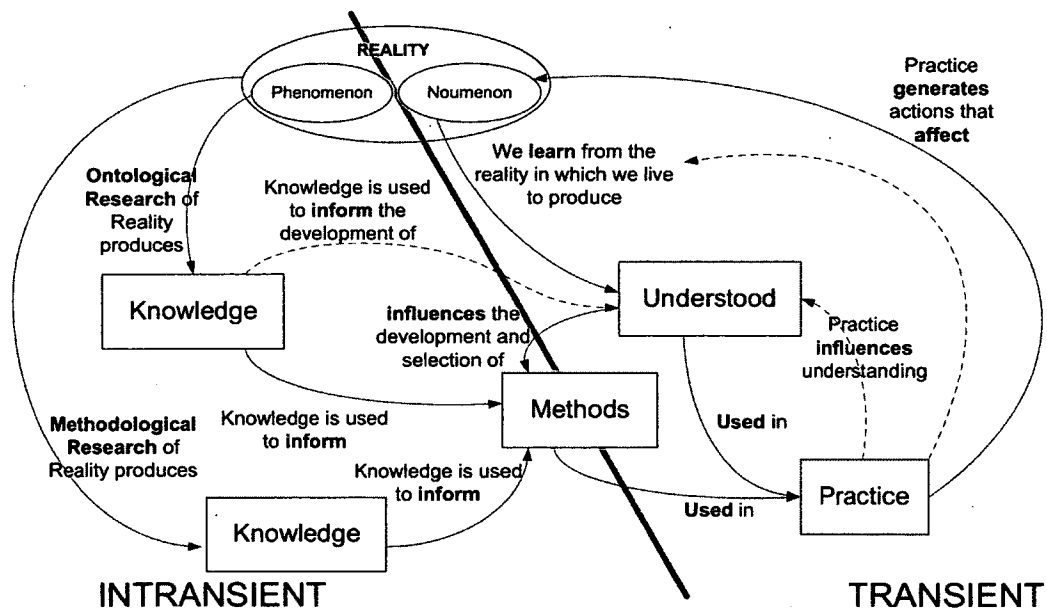 REALITY
Phenomenon
Noumenon
Practice
generates
actions that
affect
We learn from the
reality in which we live
to produce
Ontological
Research of
Reality
produces
Knowledge is used
to inform the
development of
Knowledge
Understood
influences the
development and
selection of
Practice
influences
understanding
Methods
Knowledge is used
to inform
Used in
Methodological
Research of
Reality produces
Knowledge is used
to inform
Practice
Used in
Knowledge
INTRANSIENT
TRANSIENT